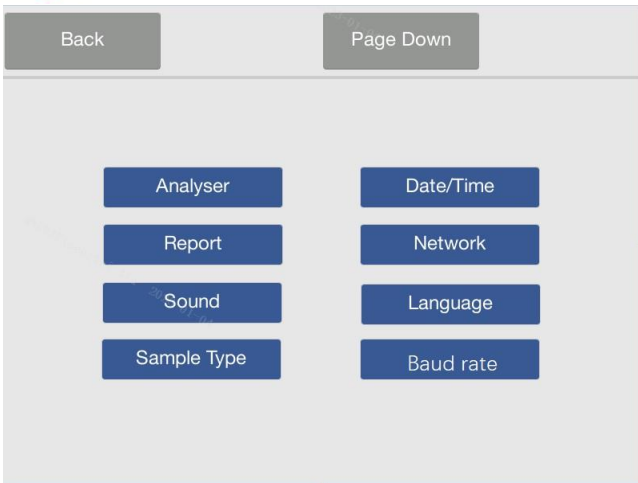 Back
Page Down
Analyser
Date/Time
Report
Network
Sound
Language
Sample Type
Baud rate